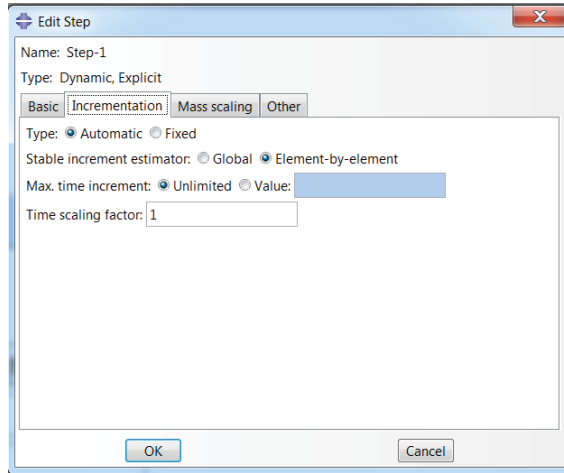 Edit Step
Name: Step-1
Type: Dynamic, Explicit
Basic Incrementation Mass scaling Other
Type: Automatic Fixed
Stable increment estimator: Global Element-by-element
Max. time increment: Unlimited Value:
Time scaling factor: 1
OK Cancel